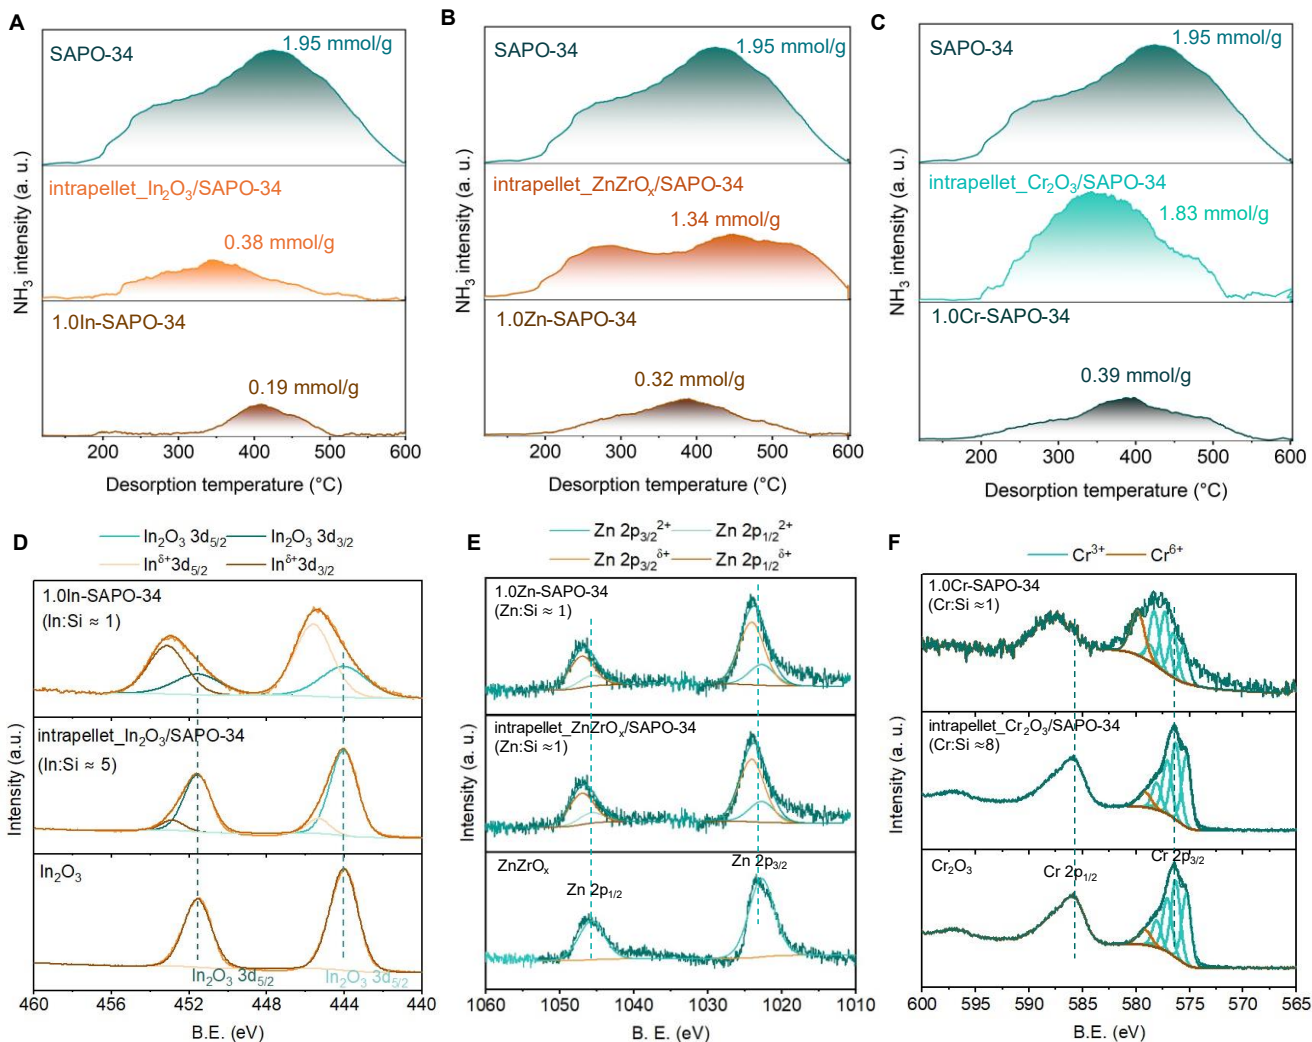 A
SAPO-34
1.95 mmol/g
intrapellet_In₂O₃/SAPO-34
0.38 mmol/g
1.0In-SAPO-34
0.19 mmol/g
NH₃ intensity (a. u.)
200 300 400 500 600
Desorption temperature (°C)
B
SAPO-34
1.95 mmol/g
intrapellet_ZnZrOₓ/SAPO-34
1.34 mmol/g
1.0Zn-SAPO-34
0.32 mmol/g
NH₃ intensity (a. u.)
200 300 400 500 600
Desorption temperature (°C)
C
SAPO-34
1.95 mmol/g
intrapellet_Cr₂O₃/SAPO-34
1.83 mmol/g
1.0Cr-SAPO-34
0.39 mmol/g
NH₃ intensity (a. u.)
200 300 400 500 600
Desorption temperature (°C)
D
In₂O₃ 3d₅/₂ In₂O₃ 3d₃/₂
Inᵟ⁺3d₅/₂ Inᵟ⁺3d₃/₂
1.0In-SAPO-34
(In:Si ≈ 1)
intrapellet_In₂O₃/SAPO-34
(In:Si ≈ 5)
In₂O₃
In₂O₃ 3d₅/₂ In₂O₃ 3d₅/₂
Intensity (a.u.)
460 456 452 448 444 440
B.E. (eV)
E
Zn 2p₃/₂²⁺ Zn 2p₁/₂²⁺
Zn 2p₃/₂ᵟ⁺ Zn 2p₁/₂ᵟ⁺
1.0Zn-SAPO-34
(Zn:Si ≈ 1)
intrapellet_ZnZrOₓ/SAPO-34
(Zn:Si≈1)
ZnZrOₓ
Zn 2p₁/₂
Zn 2p₃/₂
Intensity (a.u.)
1060 1050 1040 1030 1020 1010
B. E. (eV)
F
Cr³⁺ Cr⁶⁺
1.0Cr-SAPO-34
(Cr:Si ≈1)
intrapellet_Cr₂O₃/SAPO-34
(Cr:Si ≈8)
Cr₂O₃
Cr 2p₁/₂
Cr 2p₃/₂
Intensity (a. u.)
600 595 590 585 580 575 570 565
B.E. (eV)